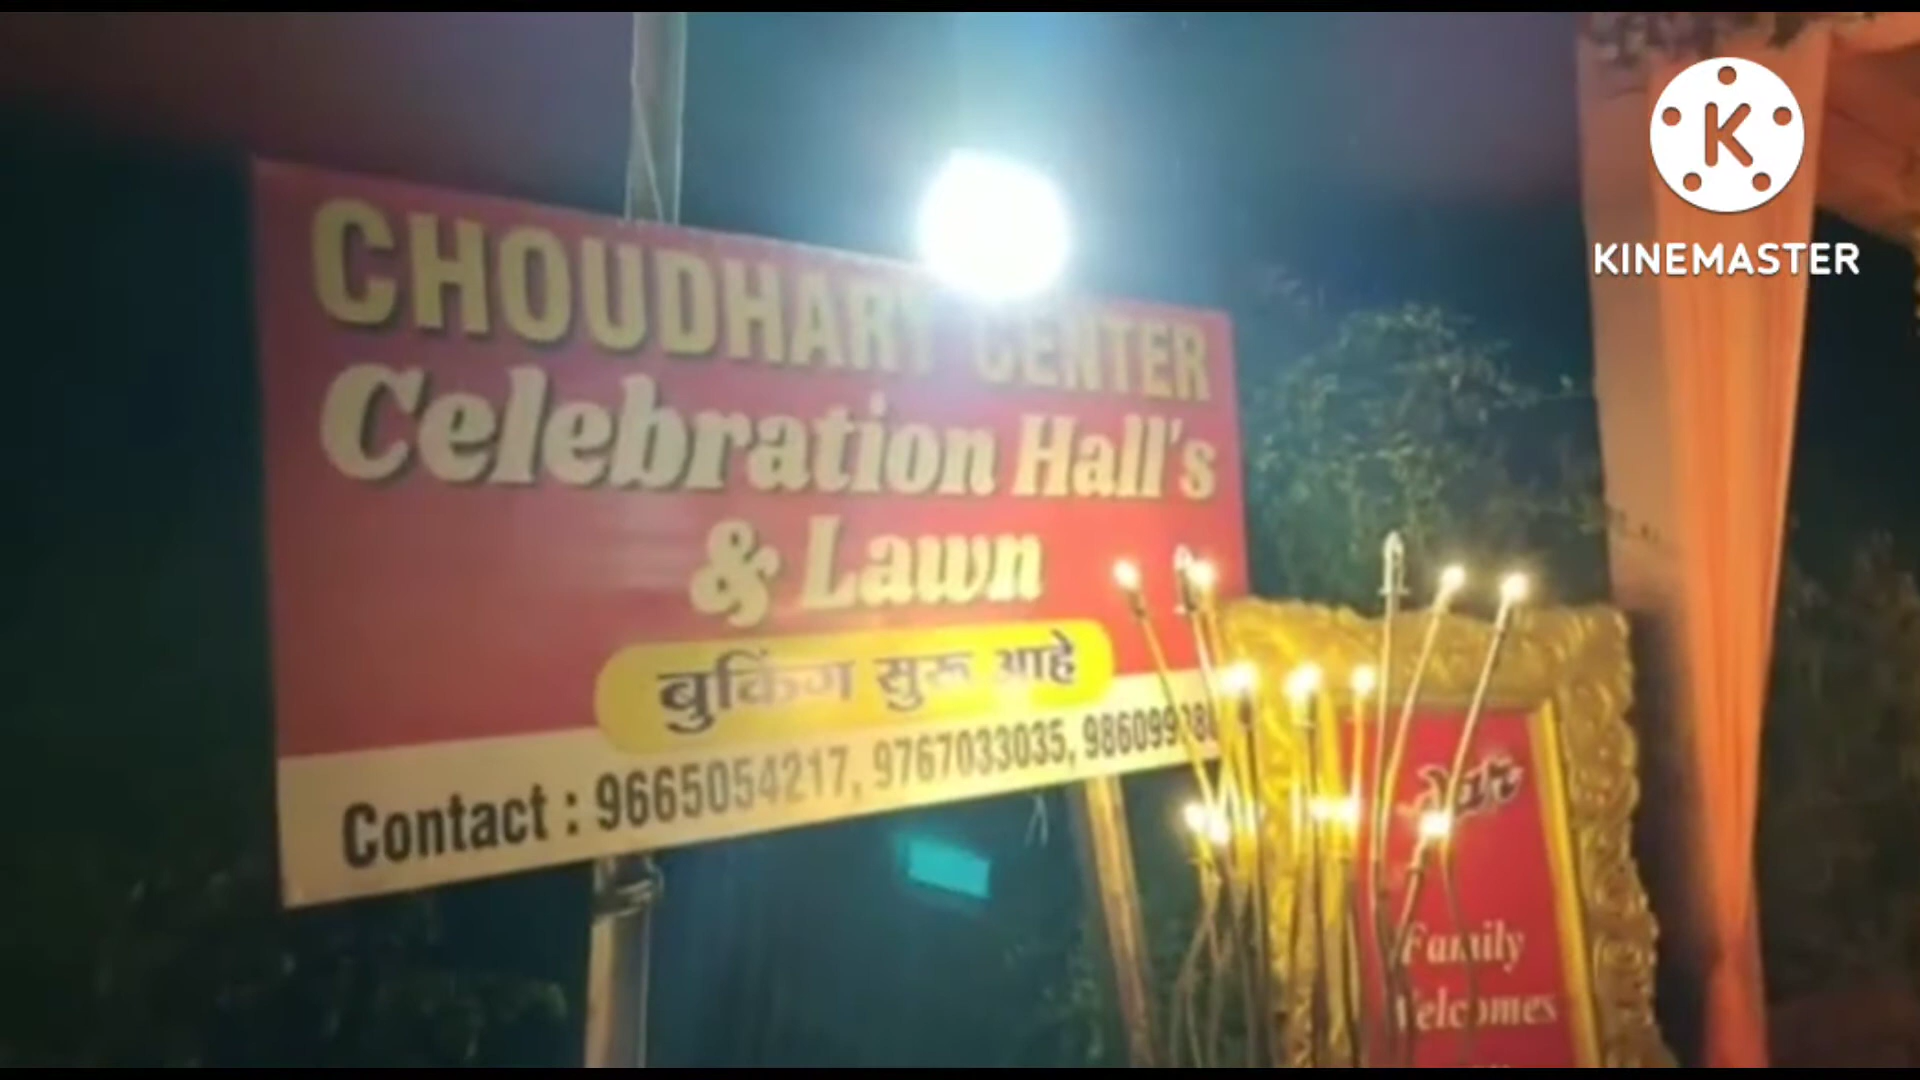 CHOUDHARY CENTER
Celebration Hall's
& Lawn
बुकिंग सुरू आहे
Contact : 9665054217, 9767033035,
Family
Welcomes
K
KINEMASTER